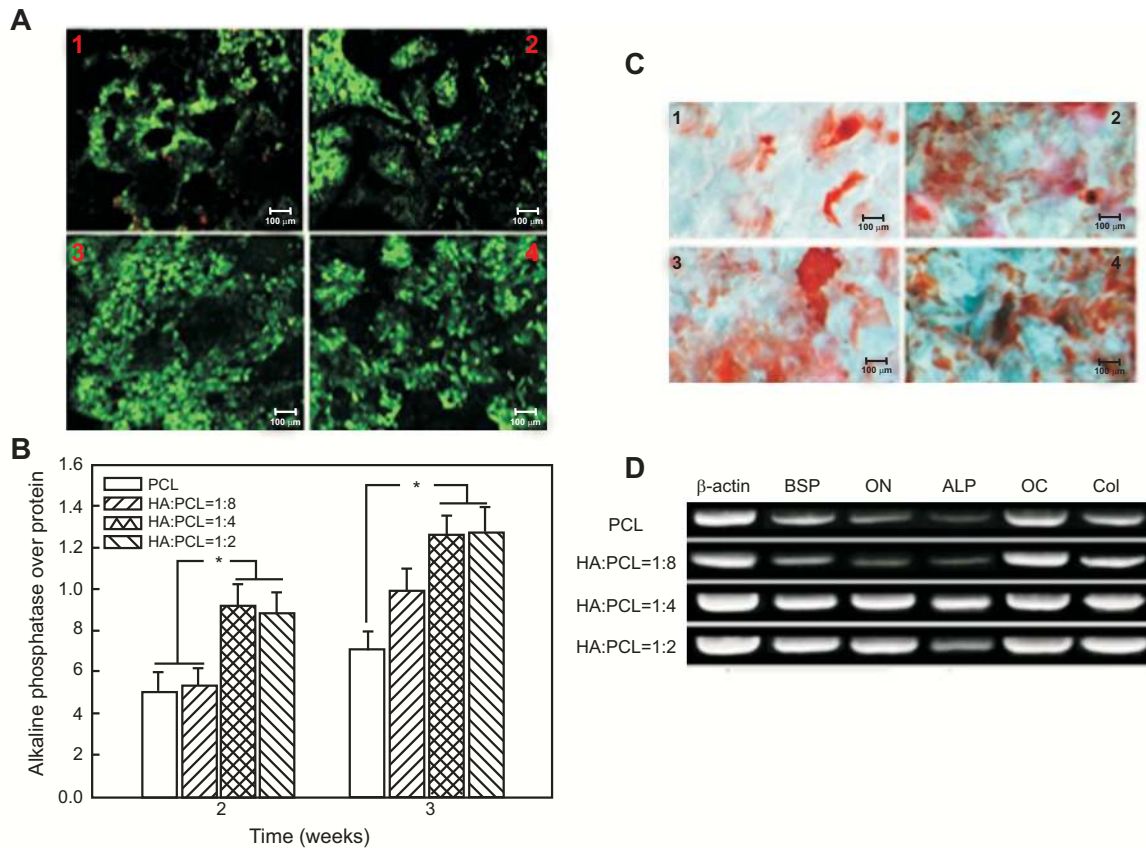 A
1
2
100 μm
100 μm
3
4
100 μm
100 μm
B
1.6
1.4
1.2
1.0
8
6
4
2
0.0
Alkaline phosphatase over protein
PCL
HA:PCL=1:8
HA:PCL=1:4
HA:PCL=1:2
*
*
2
3
Time (weeks)
C
1
2
100 μm
100 μm
3
4
100 μm
100 μm
D
β-actin BSP ON ALP OC Col
PCL
HA:PCL=1:8
HA:PCL=1:4
HA:PCL=1:2